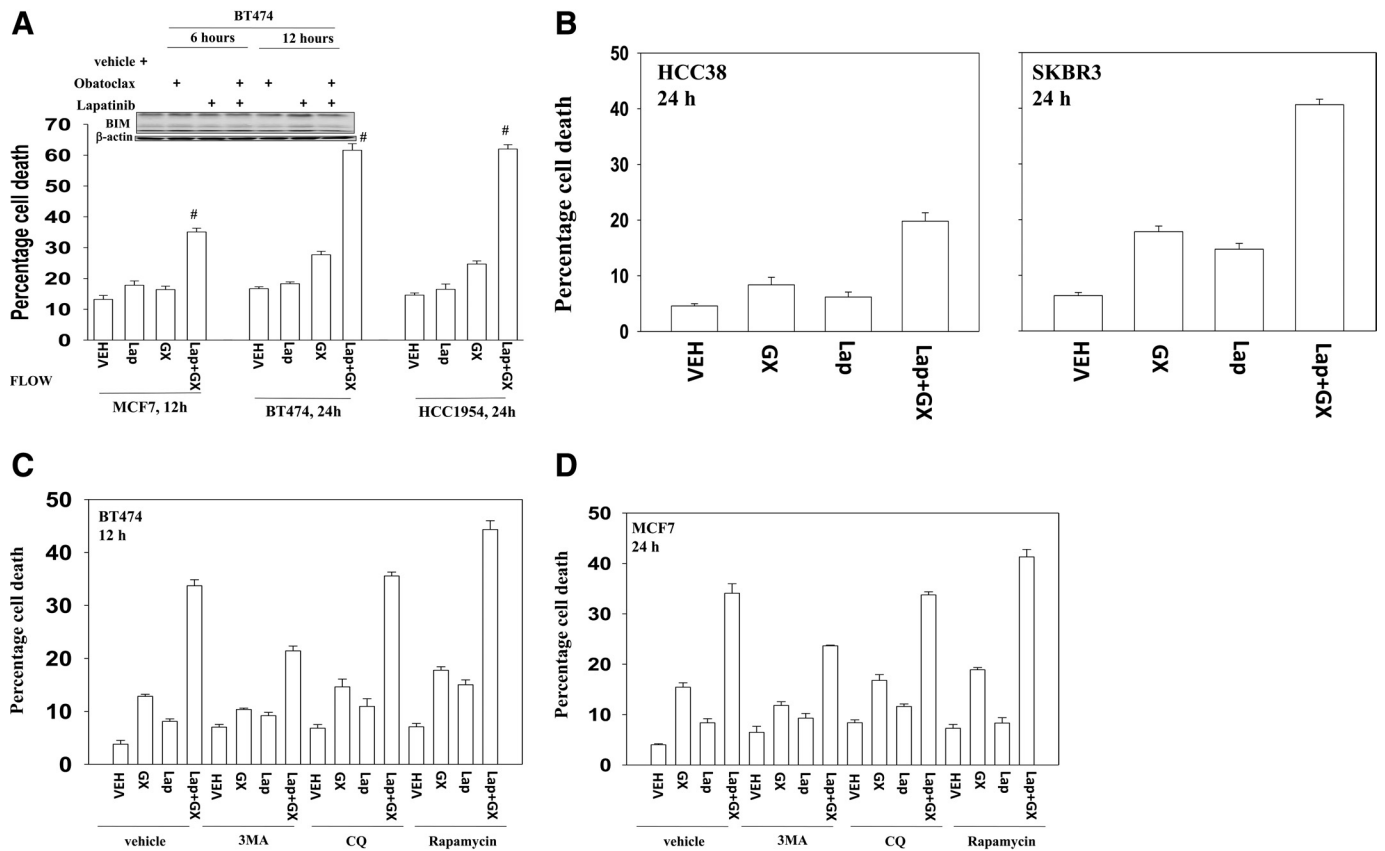 A
BT474
6 hours 12 hours
vehicle +
Obatoclax + + + +
Lapatinib + + + +
BIM
β-actin
#
#
#
Percentage cell death
70
60
50
40
30
20
10
0
VEH Lap GX Lap+GX VEH Lap GX Lap+GX VEH Lap GX Lap+GX
FLOW
MCF7, 12h BT474, 24h HCC1954, 24h
B
Percentage cell death
50
40
30
20
10
0
HCC38
24 h
VEH GX Lap Lap+GX
SKBR3
24 h
VEH GX Lap Lap+GX
C
Percentage cell death
50
40
30
20
10
0
BT474
12 h
VEH GX Lap Lap+GX VEH GX Lap Lap+GX VEH GX Lap Lap+GX VEH GX Lap Lap+GX
vehicle 3MA CQ Rapamycin
D
Percentage cell death
50
40
30
20
10
0
MCF7
24 h
VEH GX Lap Lap+GX VEH GX Lap Lap+GX VEH GX Lap Lap+GX VEH GX Lap Lap+GX
vehicle 3MA CQ Rapamycin